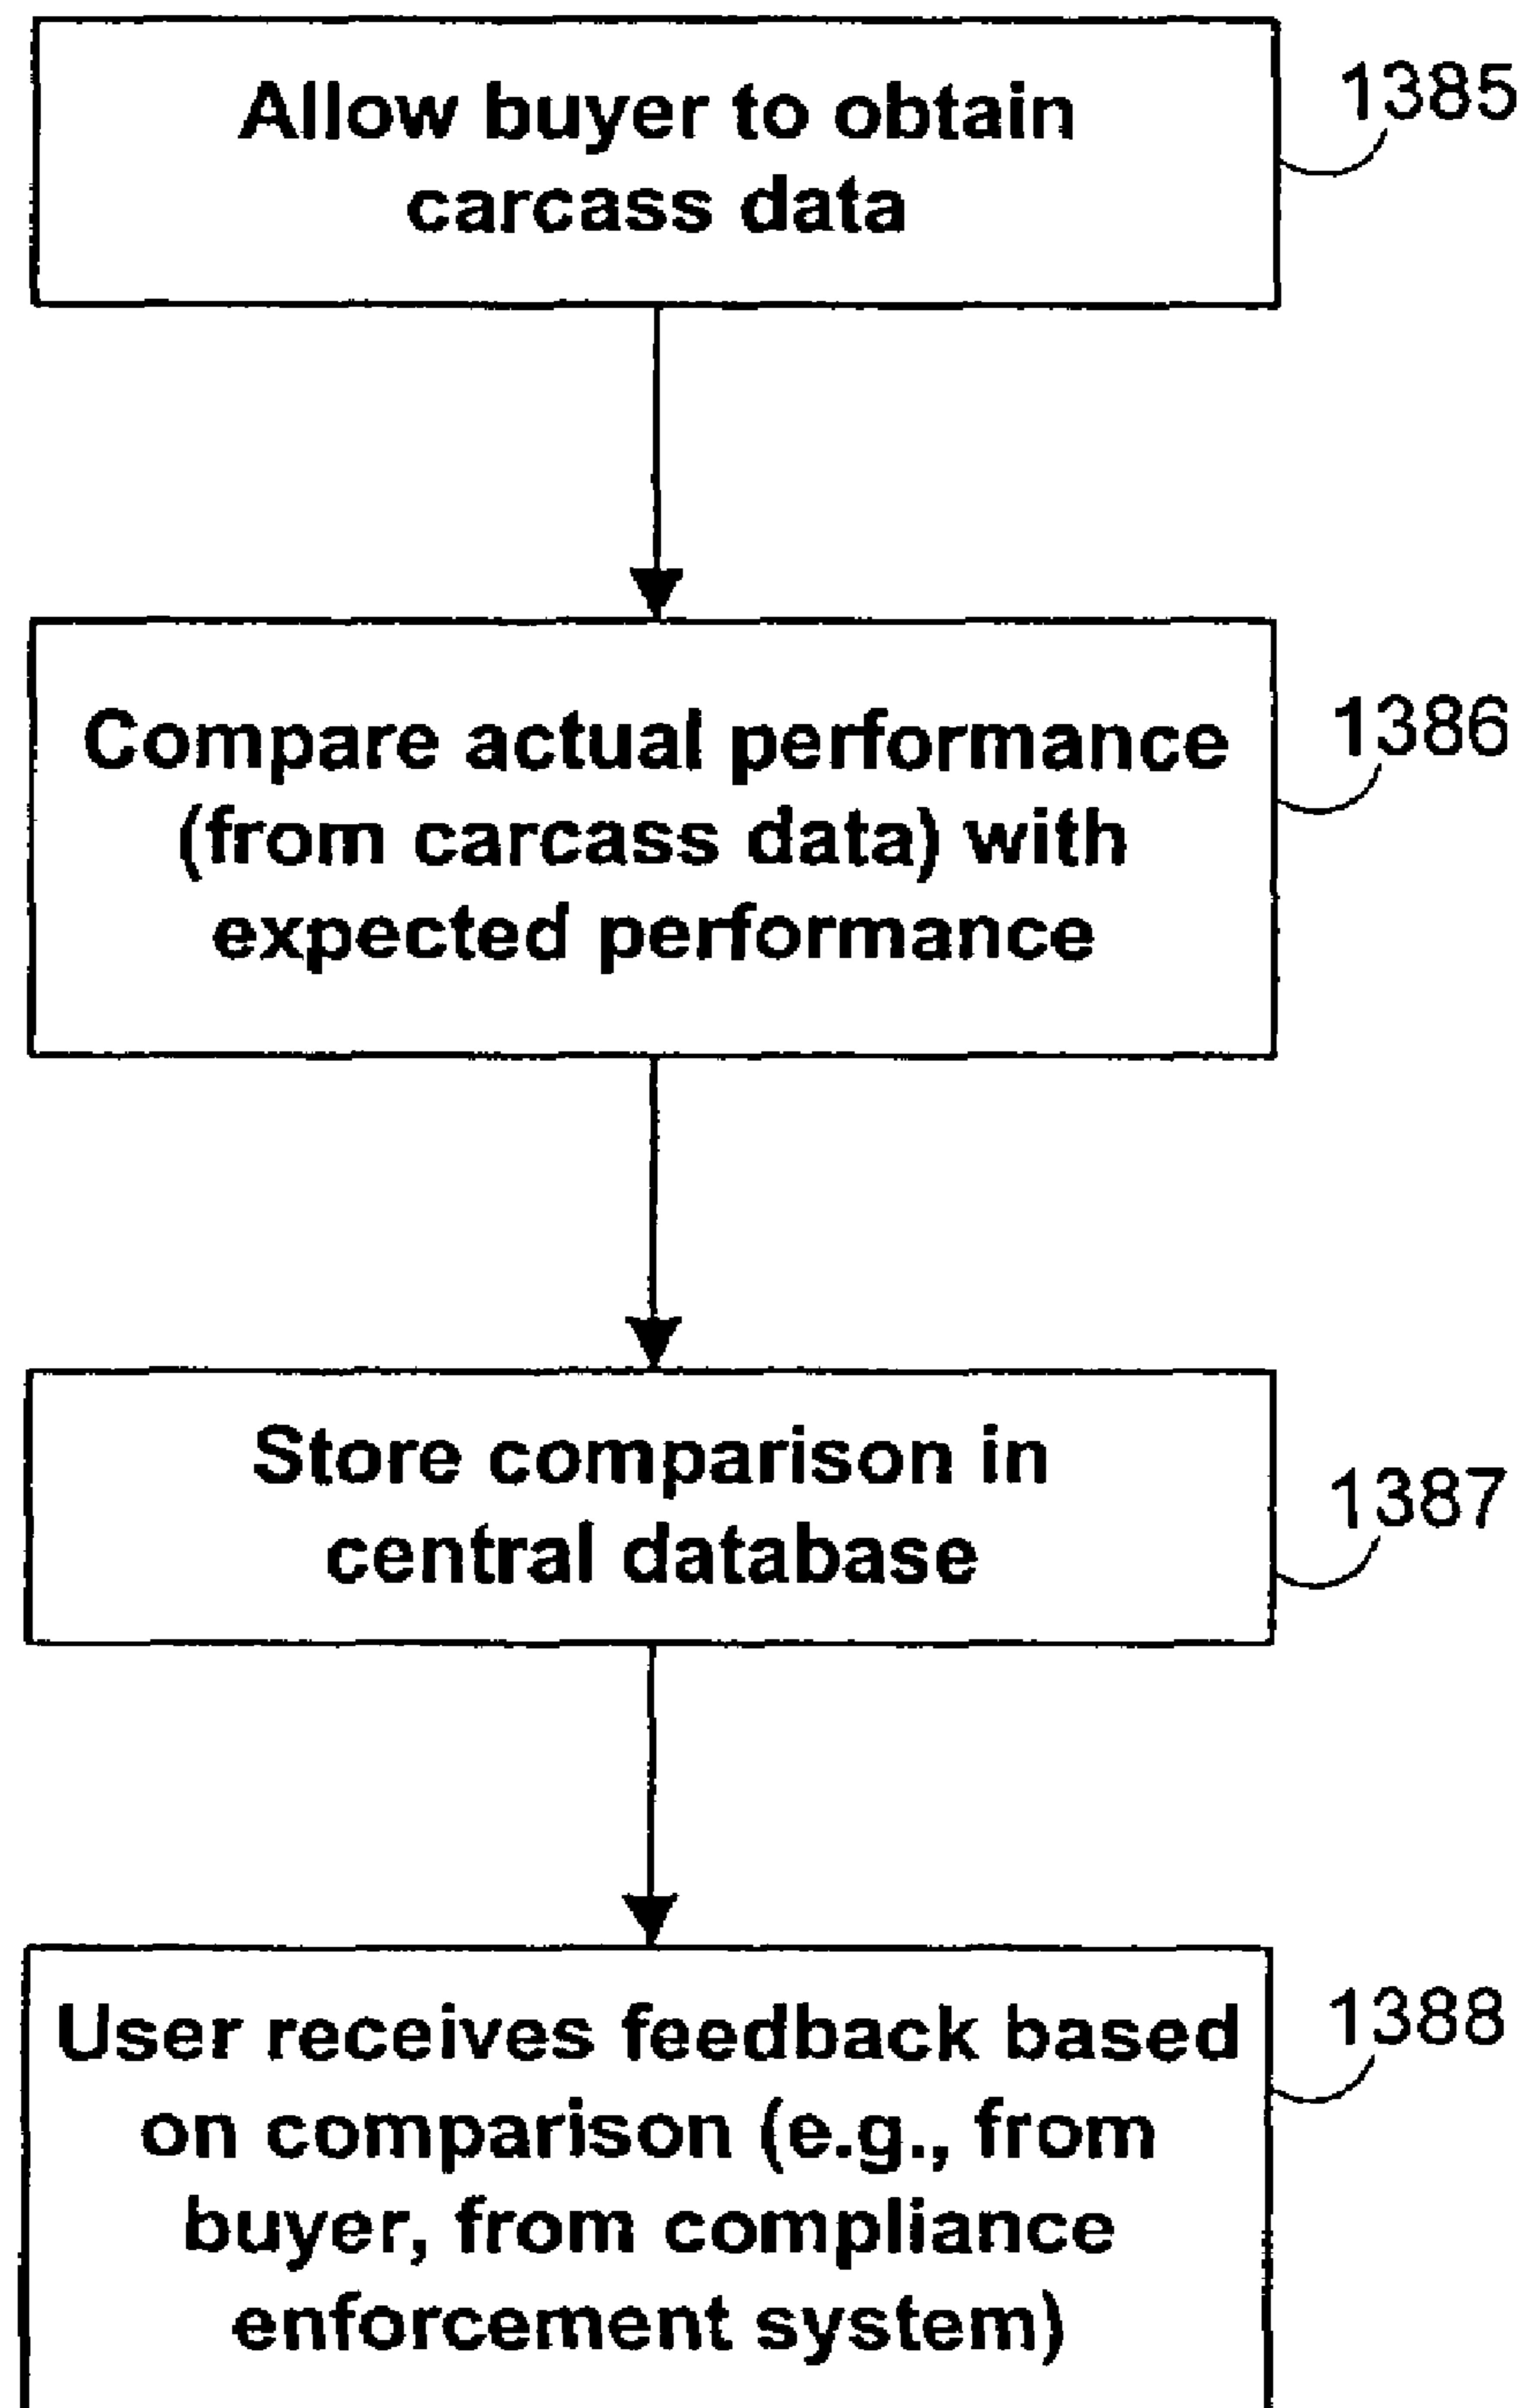 Allow buyer to obtain
carcass data
1385
Compare actual performance
(from carcass data) with
expected performance
1386
Store comparison in
central database
1387
User receives feedback based
on comparison (e.g., from
buyer, from compliance
enforcement system)
1388